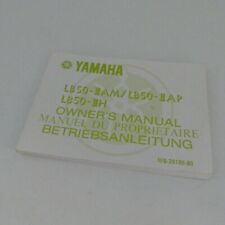 YAMAHA
LB50-ⅡAM/LB50-ⅡAP
LB50-ⅡH
OWNER'S MANUAL
MANUEL DU PROPRIETAIRE
BETRIEBSANLEITUNG